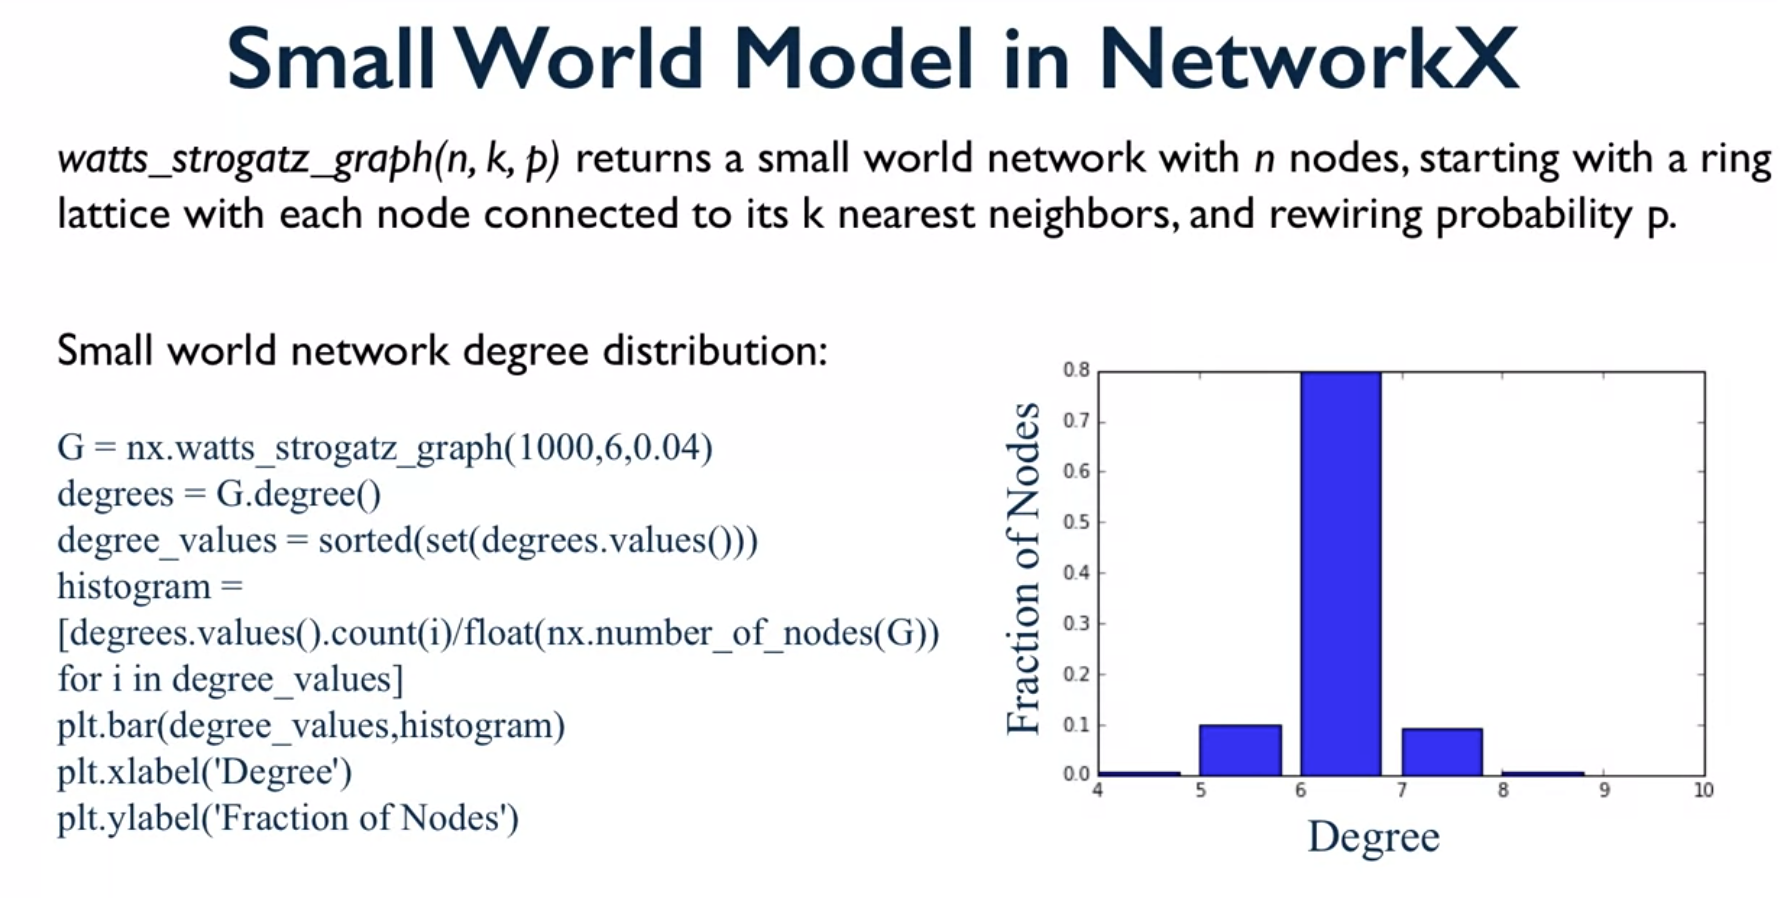 Small World Model in NetworkX
watts_strogatz_graph(n, k, p) returns a small world network with n nodes, starting with a ring
lattice with each node connected to its k nearest neighbors, and rewiring probability p.
Small world network degree distribution:
G = nx.watts_strogatz_graph(1000,6,0.04)
degrees = G.degree()
degree_values = sorted(set(degrees.values()))
histogram =
[degrees.values().count(i)/float(nx.number_of_nodes(G))
for i in degree_values]
plt.bar(degree_values,histogram)
plt.xlabel('Degree')
plt.ylabel('Fraction of Nodes')
Fraction of Nodes
0.8
0.7
0.6
0.5
0.4
0.3
0.2
0.1
0.0
4 5 6 7 8 9 10
Degree